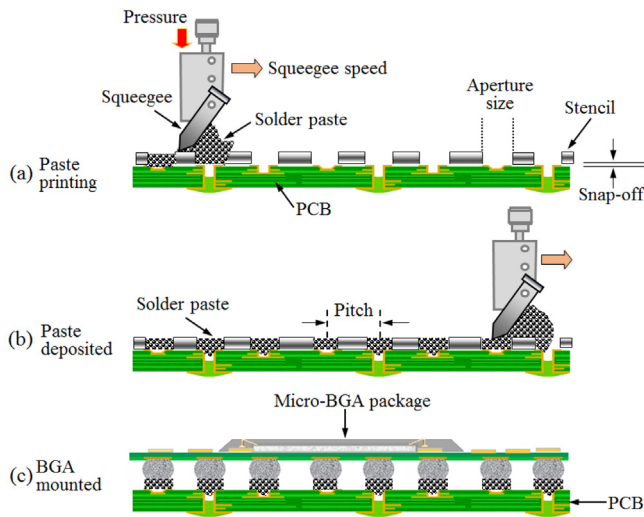 Pressure
Squeegee speed
Squeegee
Solder paste
Aperture
size
Stencil
(a) Paste
printing
PCB
Snap-off
Solder paste
Pitch
(b) Paste
deposited
Micro-BGA package
(c) BGA
mounted
PCB